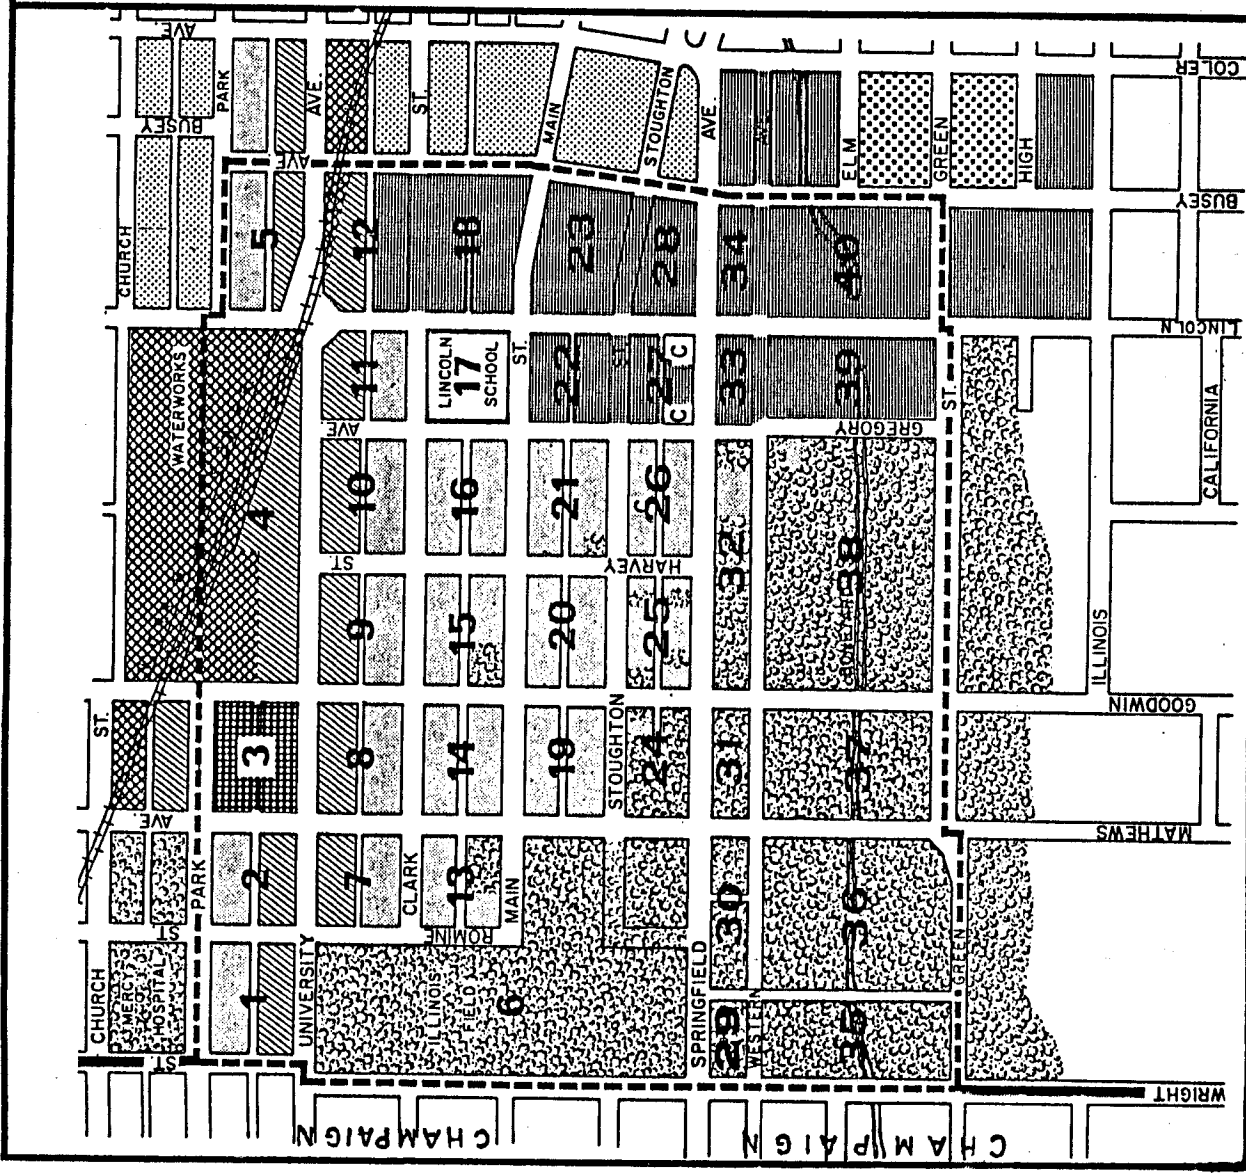 AVE.
PARK
AVE.
ST.
MAIN
STOUGHTON
AVE.
ELM
GREEN
HIGH
COLER
BUSEY
AVE.
BUSEY
CHURCH
5
12
18
23
28
34
40
WATERWORKS
LINCOLN
11
LINCOLN
17
SCHOOL
ST.
22
27
C
C
33
39
AVE.
GREGORY
ST.
CALIFORNIA
4
10
16
21
26
32
38
ST.
HARVEY
9
15
20
25
BONEYARD
ILLINOIS
GOODWIN
ST.
3
8
14
19
STOUGHTON
24
31
37
AVE.
MATHEWS
PARK
2
7
CLARK
13
MAIN
30
36
ST.
ROMINE
CHURCH
MERCY
HOSPITAL
1
UNIVERSITY
ILLINOIS
FIELD
6
SPRINGFIELD
29
WESTERN
35
GREEN
ST.
WRIGHT
CHAMPAIGN
CHAMPAIGN